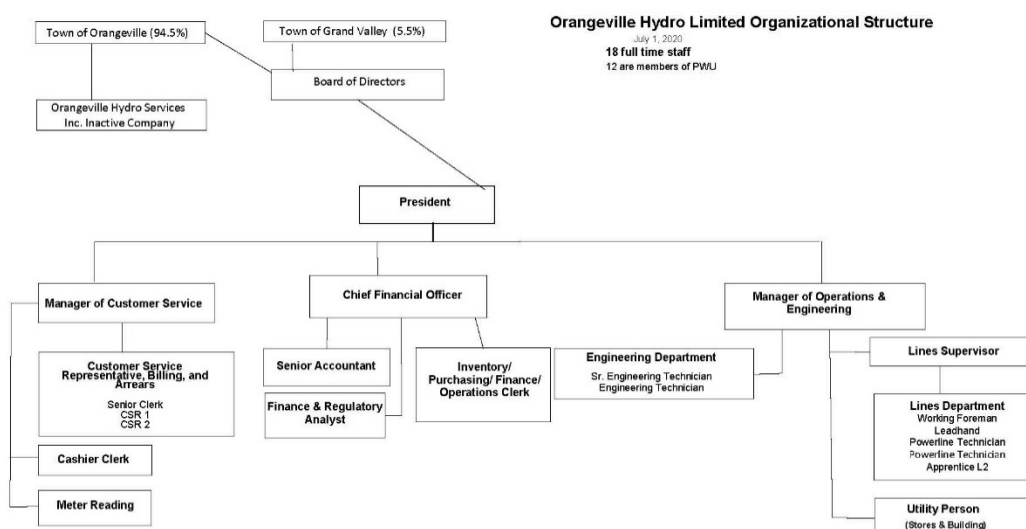 Orangeville Hydro Limited Organizational Structure
July 1, 2020
18 full time staff
12 are members of PWU
Town of Orangeville (94.5%)
Town of Grand Valley (5.5%)
Board of Directors
Orangeville Hydro Services
Inc. Inactive Company
President
Manager of Customer Service
Chief Financial Officer
Manager of Operations &
Engineering
Customer Service
Representative, Billing, and
Arrears
Senior Clerk
CSR 1
CSR 2
Cashier Clerk
Meter Reading
Senior Accountant
Finance & Regulatory
Analyst
Inventory/
Purchasing/ Finance/
Operations Clerk
Engineering Department
Sr. Engineering Technician
Engineering Technician
Lines Supervisor
Lines Department
Working Foreman
Leadhand
Powerline Technician
Powerline Technician
Apprentice L2
Utility Person
(Stores & Building)